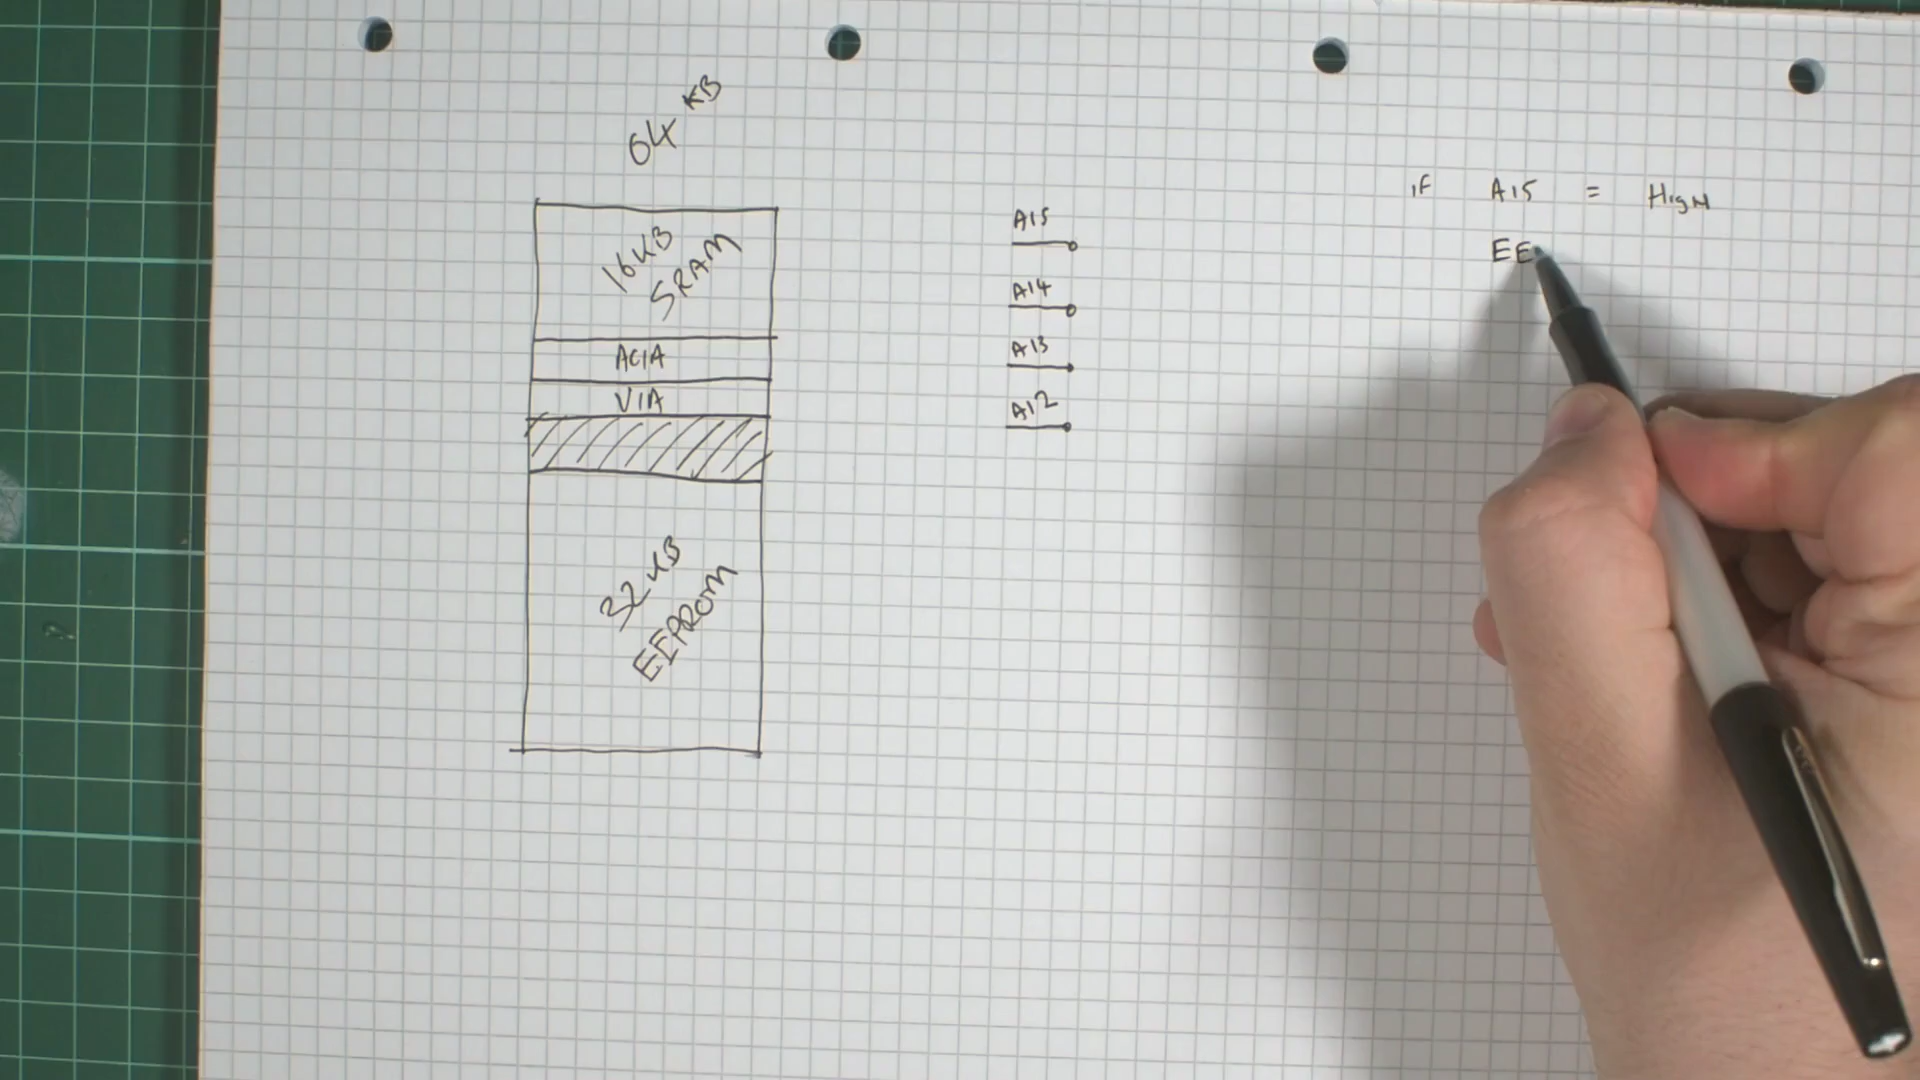 64 KB
16KB
SRAM
ACIA
VIA
32KB
EEPROM
A15
A14
A13
A12
IF A15 = HIGH
EE